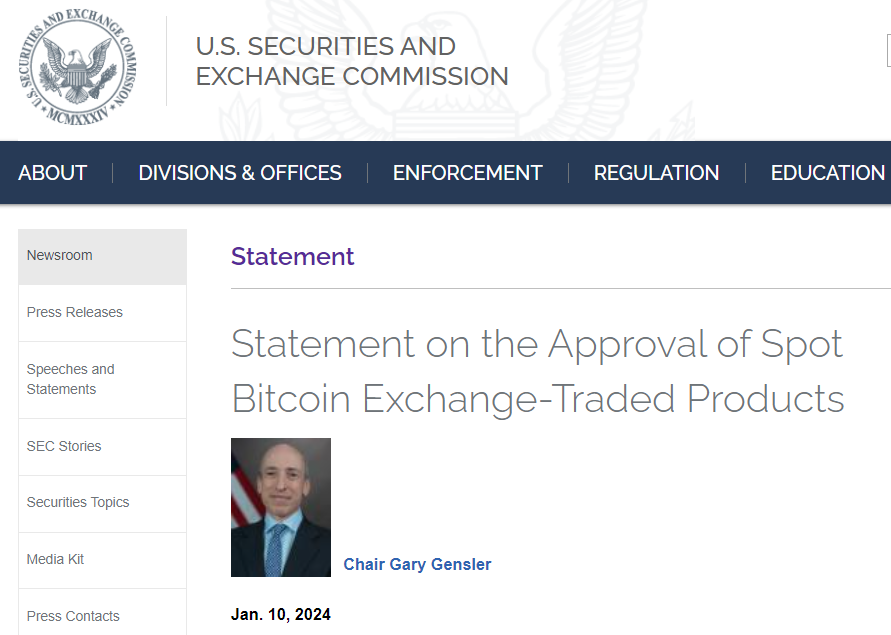 U.S. SECURITIES AND EXCHANGE COMMISSION
MCMXXXIV
U.S. SECURITIES AND
EXCHANGE COMMISSION
ABOUT
DIVISIONS & OFFICES
ENFORCEMENT
REGULATION
EDUCATION
Newsroom
Press Releases
Speeches and
Statements
SEC Stories
Securities Topics
Media Kit
Press Contacts
Statement
Statement on the Approval of Spot
Bitcoin Exchange-Traded Products
Chair Gary Gensler
Jan. 10, 2024